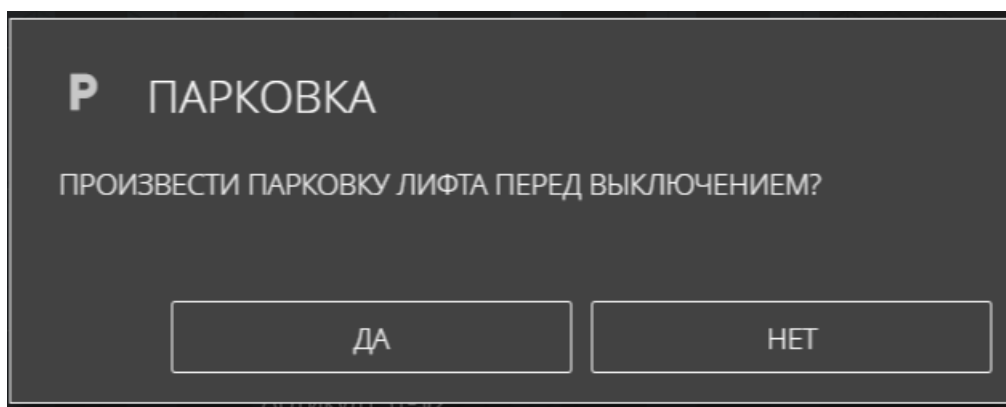 P ПАРКОВКА
ПРОИЗВЕСТИ ПАРКОВКУ ЛИФТА ПЕРЕД ВЫКЛЮЧЕНИЕМ?
ДА НЕТ